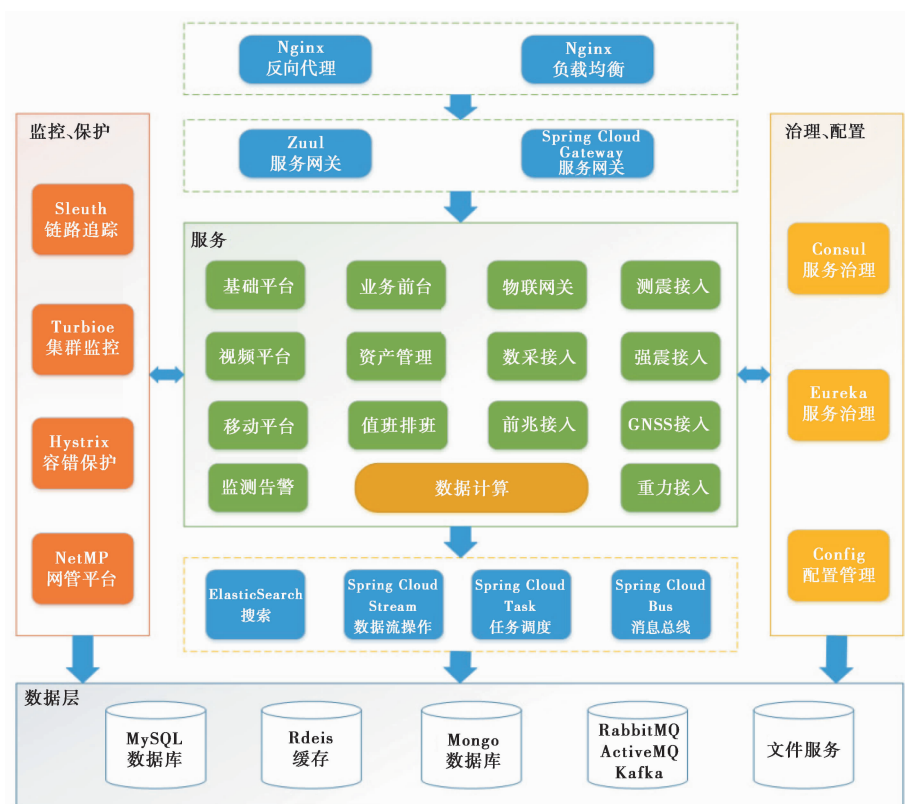 Nginx
反向代理
Nginx
负载均衡
Zuul
服务网关
Spring Cloud
Gateway
服务网关
监控、保护
Sleuth
链路追踪
Turbioe
集群监控
Hystrix
容错保护
NetMP
网管平台
服务
基础平台
业务前台
物联网关
测震接入
视频平台
资产管理
数采接入
强震接入
移动平台
值班排班
前兆接入
GNSS接入
监测告警
数据计算
重力接入
治理、配置
Consul
服务治理
Eureka
服务治理
Config
配置管理
ElasticSearch
搜索
Spring Cloud
Stream
数据流操作
Spring Cloud
Task
任务调度
Spring Cloud
Bus
消息总线
数据层
MySQL
数据库
Rdeis
缓存
Mongo
数据库
RabbitMQ
ActiveMQ
Kafka
文件服务